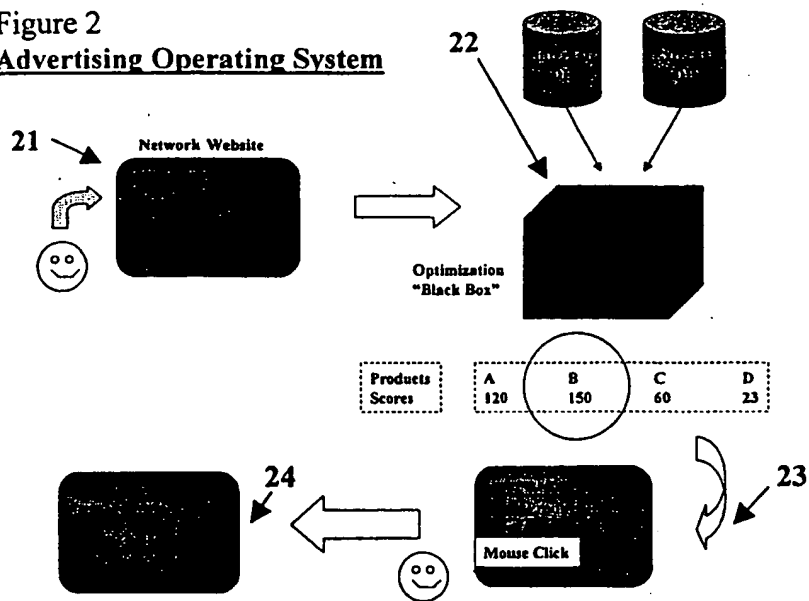 Figure 2
Advertising Operating System
22
21
Network Website
Optimization
"Black Box"
Products A B C D
Scores 120 150 60 23
24
23
Mouse Click